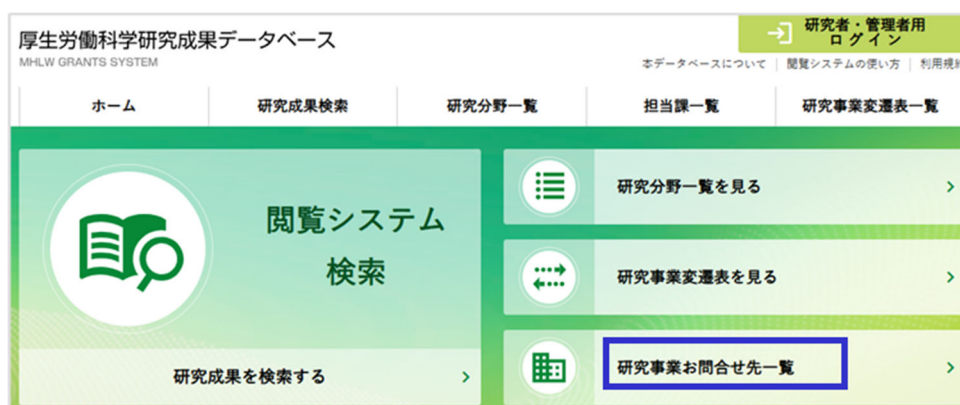 厚生労働科学研究成果データベース
MHLW GRANTS SYSTEM
研究者・管理者用
ログイン
本データベースについて
閲覧システムの使い方
利用規約
ホーム
研究成果検索
研究分野一覧
担当課一覧
研究事業変遷表一覧
閲覧システム
検索
研究成果を検索する
研究分野一覧を見る
研究事業変遷表を見る
研究事業お問合せ先一覧